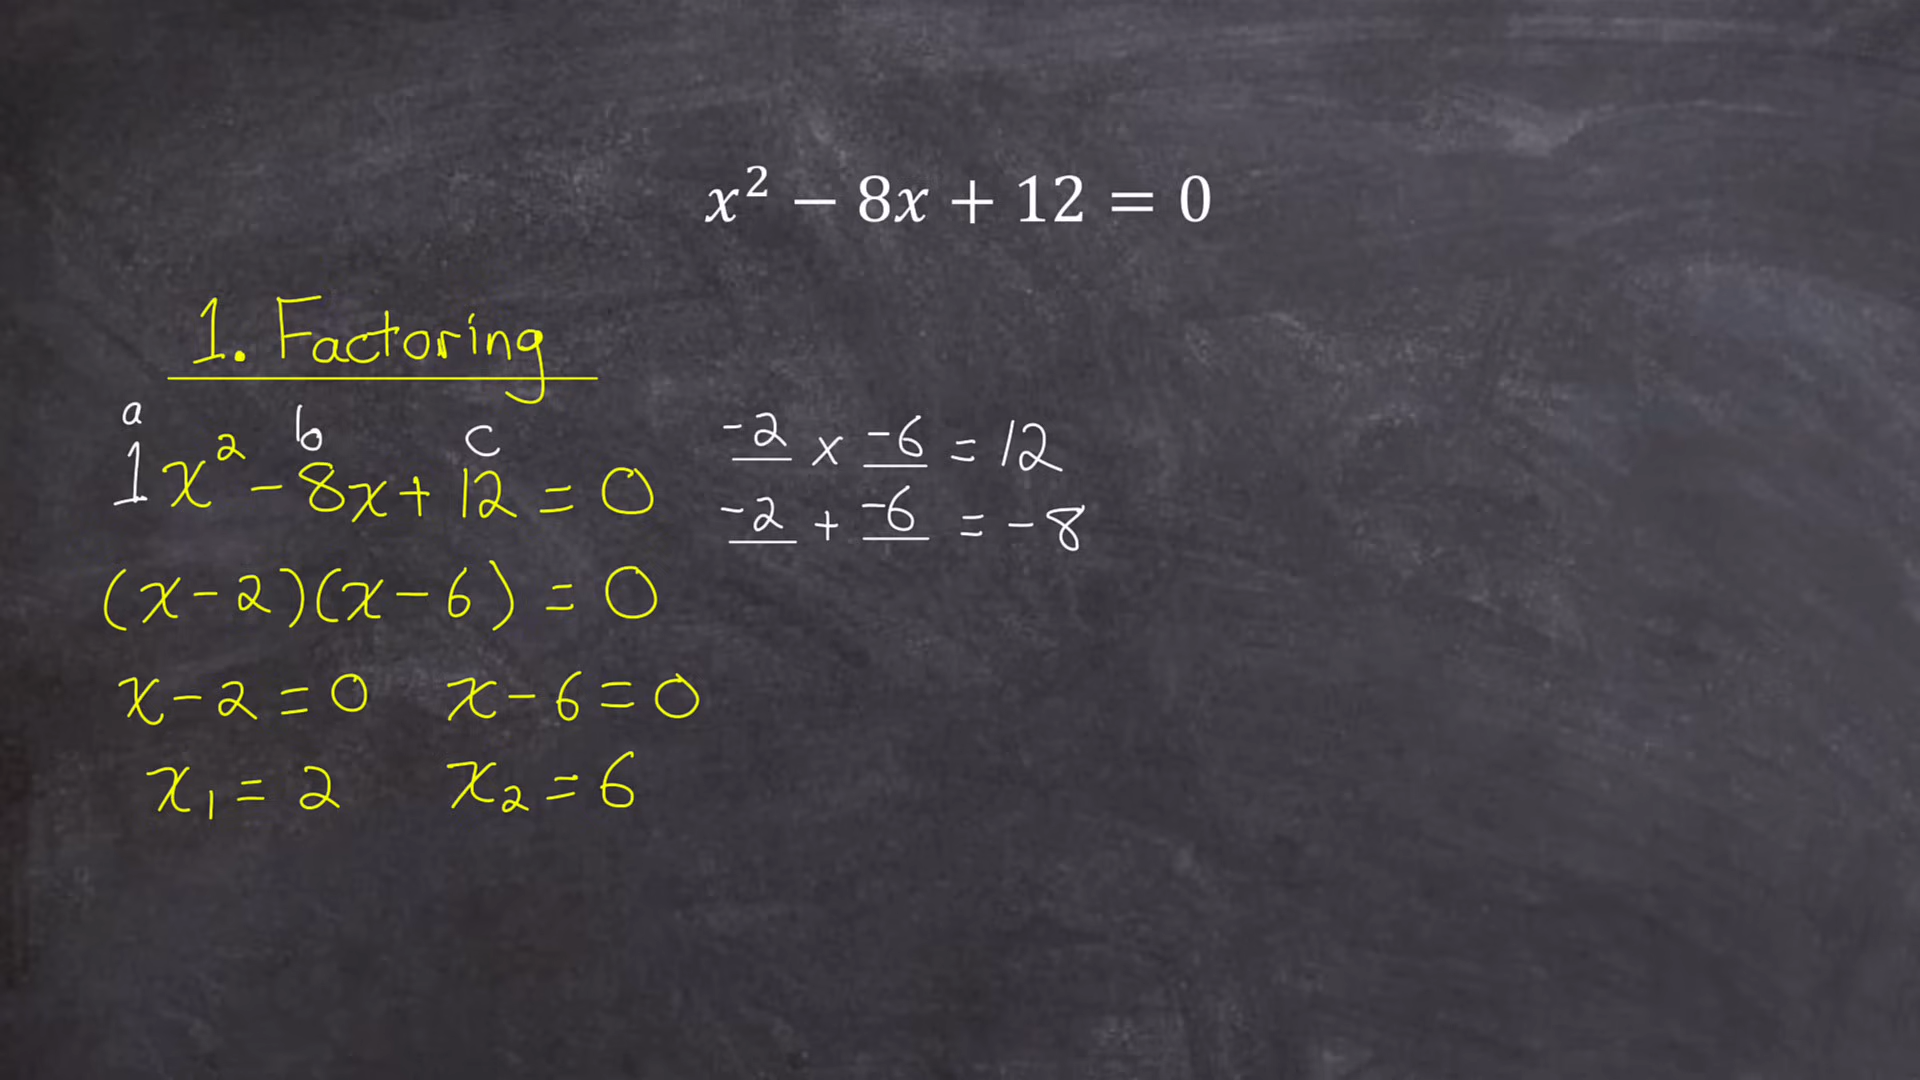 x² − 8x + 12 = 0
1. Factoring
a b c
1x² - 8x + 12 = 0
-2 x -6 = 12
-2 + -6 = -8
(x-2)(x-6) = 0
x-2=0 x-6=0
x₁=2 x₂=6